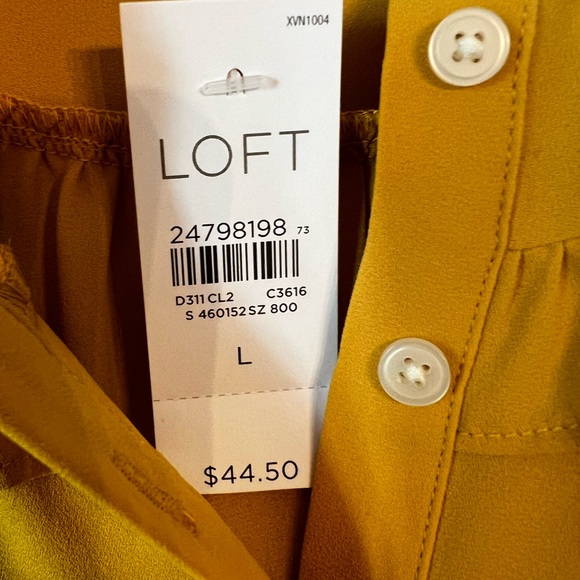 XVN1004
LOFT
24798198 73
D311 CL2 C3616
S 460152 SZ 800
L
$44.50